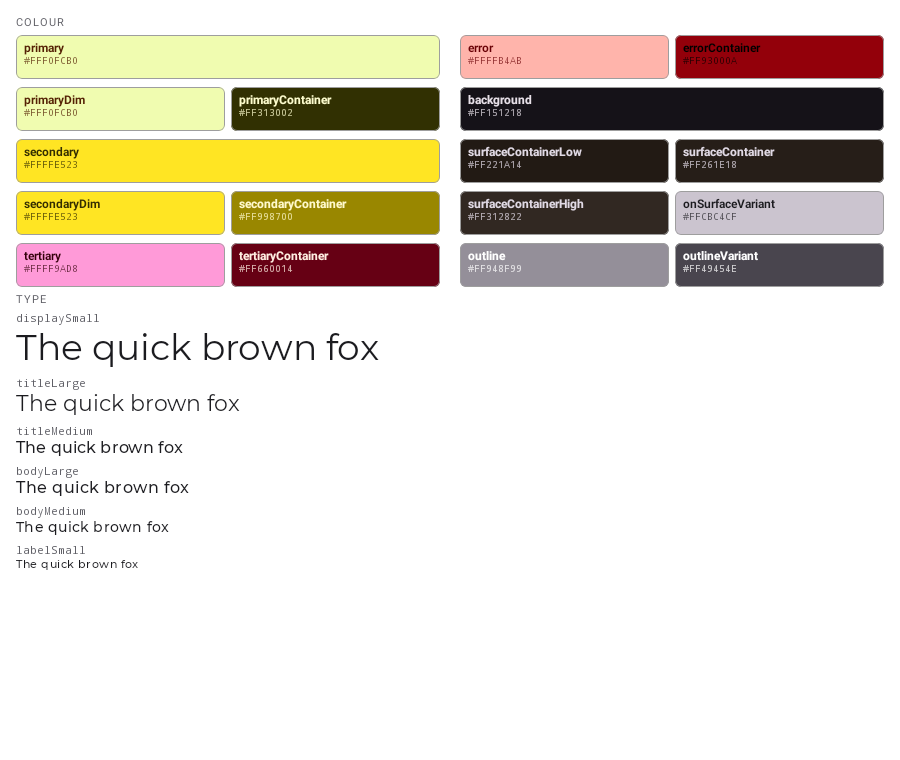 COLOUR
primary
#FFF0FCB0
primaryDim
#FFF0FCB0
primaryContainer
#FF313002
secondary
#FFFFE523
secondaryDim
#FFFFE523
secondaryContainer
#FF998700
tertiary
#FFFF9AD8
tertiaryContainer
#FF660014
error
#FFFFB4AB
errorContainer
#FF93000A
background
#FF151218
surfaceContainerLow
#FF221A14
surfaceContainer
#FF261E18
surfaceContainerHigh
#FF312822
onSurfaceVariant
#FFCBC4CF
outline
#FF948F99
outlineVariant
#FF49454E
TYPE
displaySmall
The quick brown fox
titleLarge
The quick brown fox
titleMedium
The quick brown fox
bodyLarge
The quick brown fox
bodyMedium
The quick brown fox
labelSmall
The quick brown fox